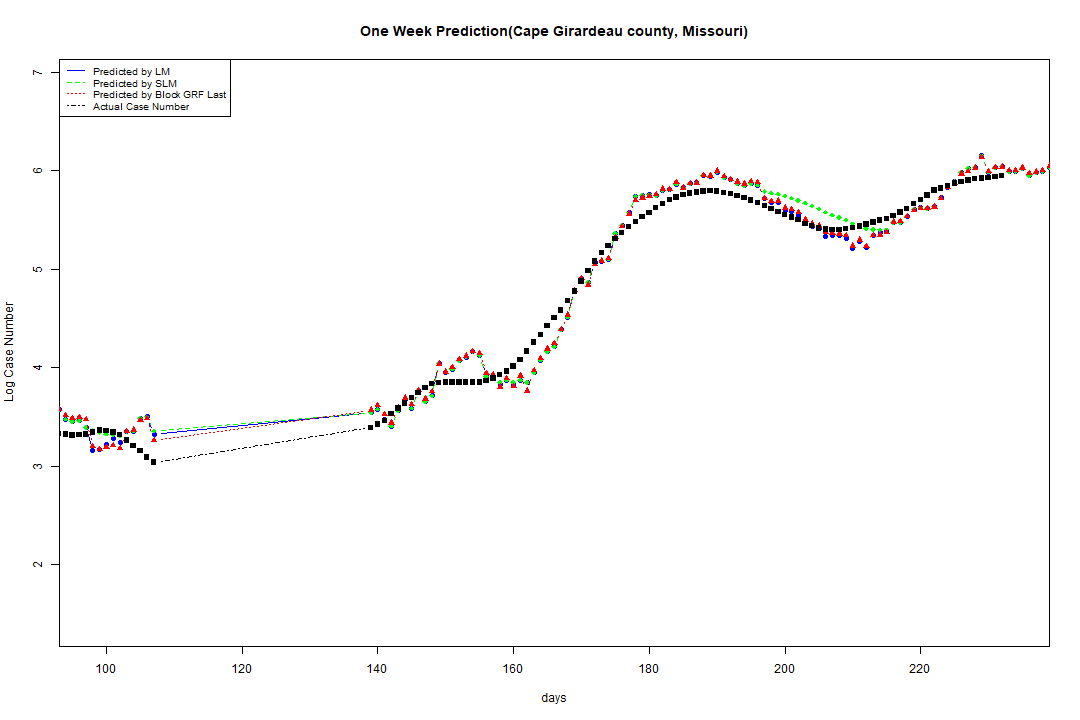 One Week Prediction(Cape Girardeau county, Missouri)
Predicted by LM
Predicted by SLM
Predicted by Block GRF Last
Actual Case Number
7
6
5
4
3
2
Log Case Number
100 120 140 160 180 200 220
days